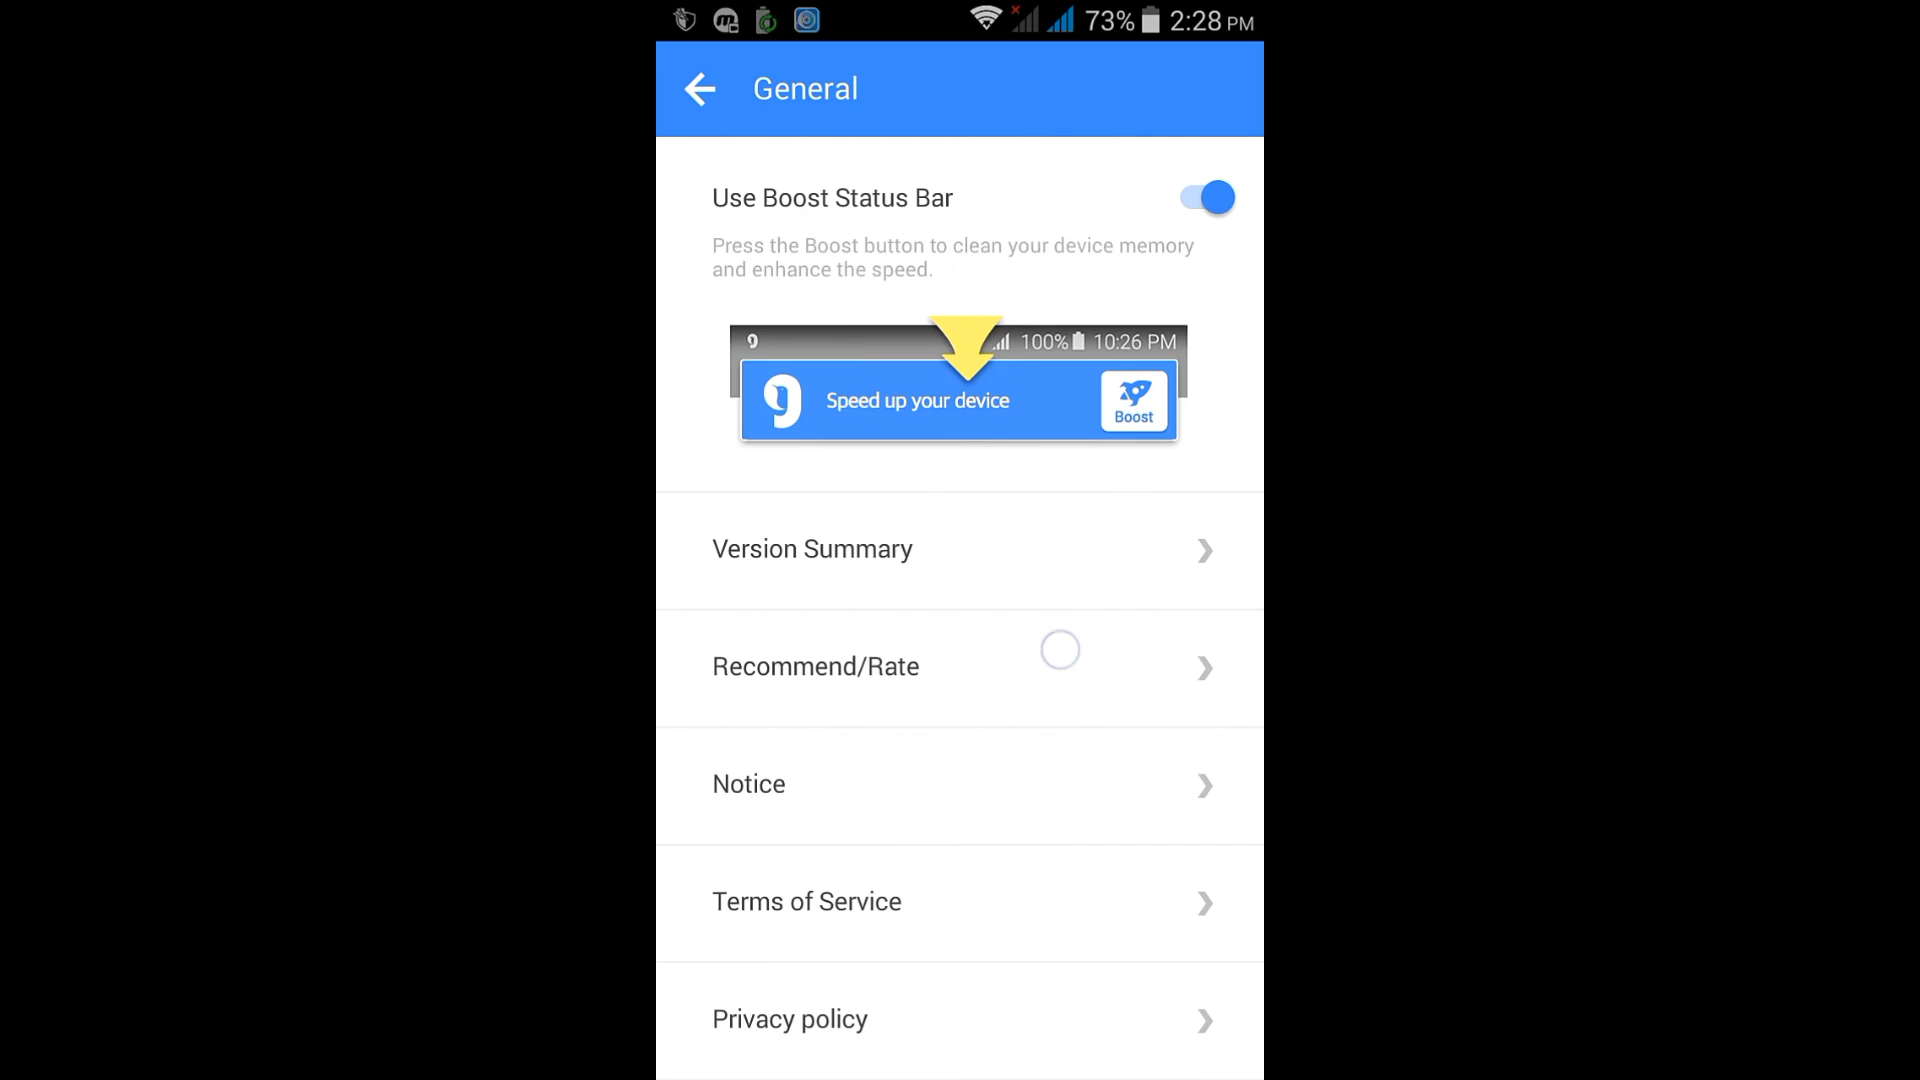 73% 2:28 PM
General
Use Boost Status Bar
Press the Boost button to clean your device memory
and enhance the speed.
100% 10:26 PM
Speed up your device
Boost
Version Summary
Recommend/Rate
Notice
Terms of Service
Privacy policy